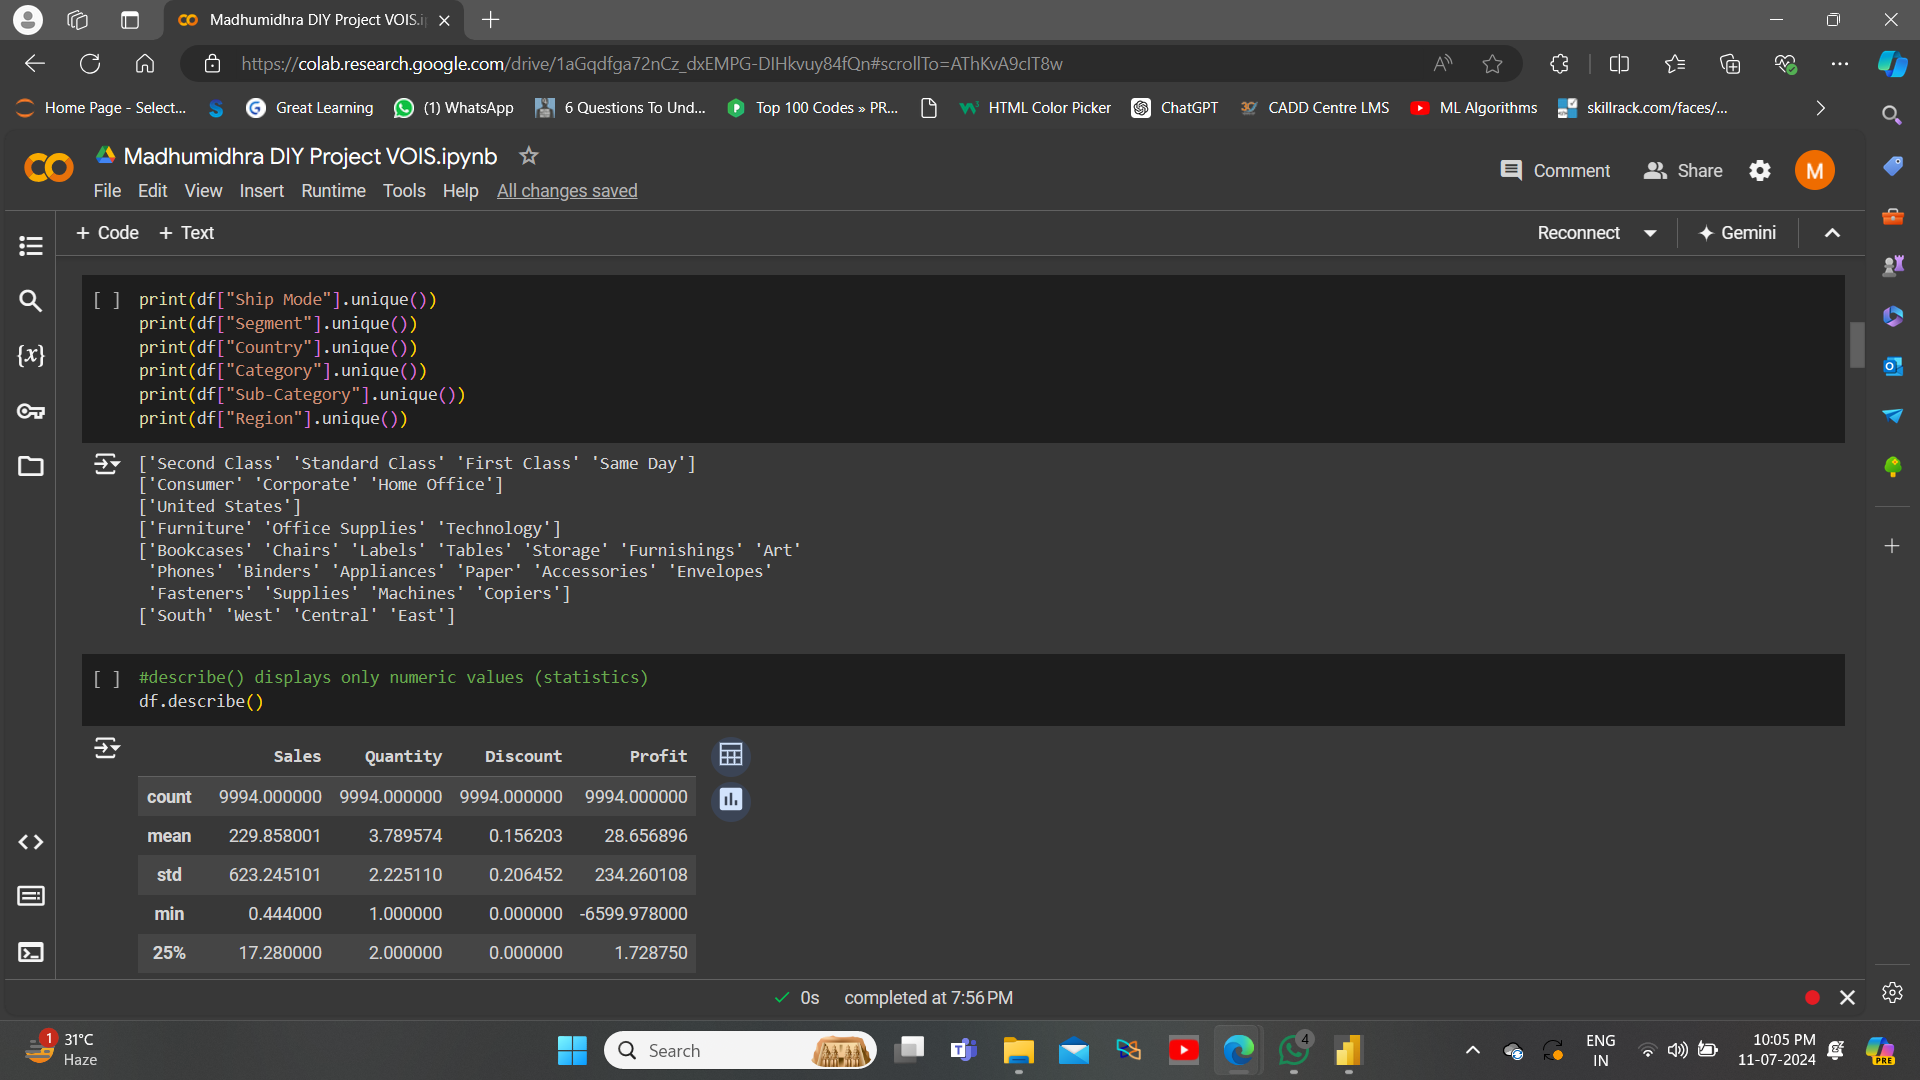 Madhumidhra DIY Project VOIS.i
https://colab.research.google.com/drive/1aGqdfga72nCz_dxEMPG-DIHkvuy84fQn#scrollTo=AThKvA9cIT8w
Home Page - Select...
Great Learning
(1) WhatsApp
6 Questions To Und...
Top 100 Codes » PR...
HTML Color Picker
ChatGPT
CADD Centre LMS
ML Algorithms
skillrack.com/faces/...
Madhumidhra DIY Project VOIS.ipynb
Comment
Share
M
File Edit View Insert Runtime Tools Help All changes saved
+ Code + Text
Reconnect
Gemini
[ ] print(df["Ship Mode"].unique())
print(df["Segment"].unique())
print(df["Country"].unique())
print(df["Category"].unique())
print(df["Sub-Category"].unique())
print(df["Region"].unique())
['Second Class' 'Standard Class' 'First Class' 'Same Day']
['Consumer' 'Corporate' 'Home Office']
['United States']
['Furniture' 'Office Supplies' 'Technology']
['Bookcases' 'Chairs' 'Labels' 'Tables' 'Storage' 'Furnishings' 'Art'
'Phones' 'Binders' 'Appliances' 'Paper' 'Accessories' 'Envelopes'
'Fasteners' 'Supplies' 'Machines' 'Copiers']
['South' 'West' 'Central' 'East']
[ ] #describe() displays only numeric values (statistics)
df.describe()
Sales Quantity Discount Profit
count 9994.000000 9994.000000 9994.000000 9994.000000
mean 229.858001 3.789574 0.156203 28.656896
std 623.245101 2.225110 0.206452 234.260108
min 0.444000 1.000000 0.000000 -6599.978000
25% 17.280000 2.000000 0.000000 1.728750
0s completed at 7:56 PM
1
31°C
Haze
Search
4
ENG
IN
10:05 PM
11-07-2024
PRE